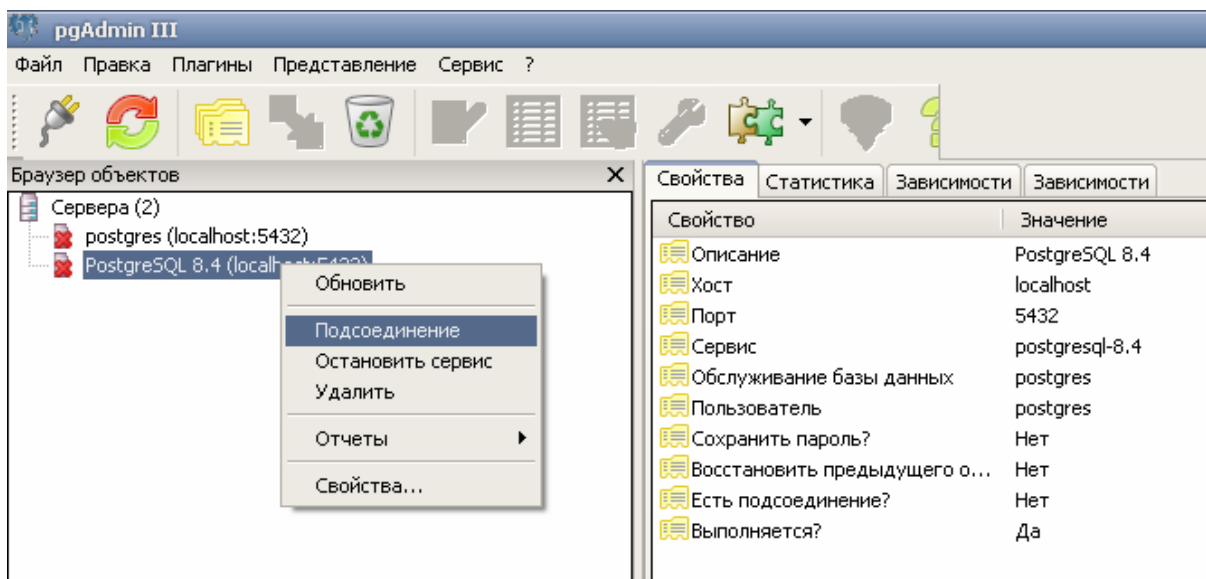 pgAdmin III
Файл Правка Плагины Представление Сервис ?
Браузер объектов
Сервера (2)
postgres (localhost:5432)
PostgreSQL 8.4 (localhost:5432)
Обновить
Подсоединение
Остановить сервис
Удалить
Отчеты
Свойства...
Свойства Статистика Зависимости Зависимости
Свойство Значение
Описание PostgreSQL 8.4
Хост localhost
Порт 5432
Сервис postgresql-8.4
Обслуживание базы данных postgres
Пользователь postgres
Сохранить пароль? Нет
Восстановить предыдущего о... Нет
Есть подсоединение? Нет
Выполняется? Да